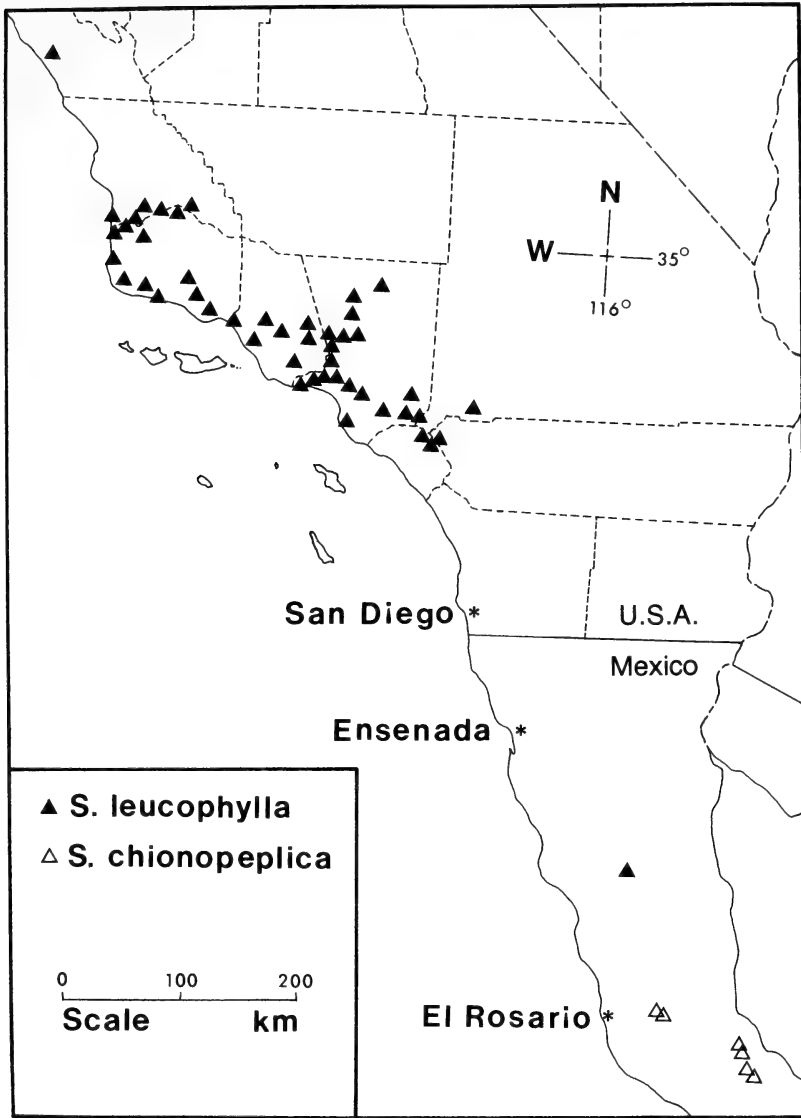 N
W
35°
116°
San Diego *
U.S.A.
Mexico
Ensenada *
▲ S. leucophylla
△ S. chionopeplica
0 100 200
Scale km
El Rosario *